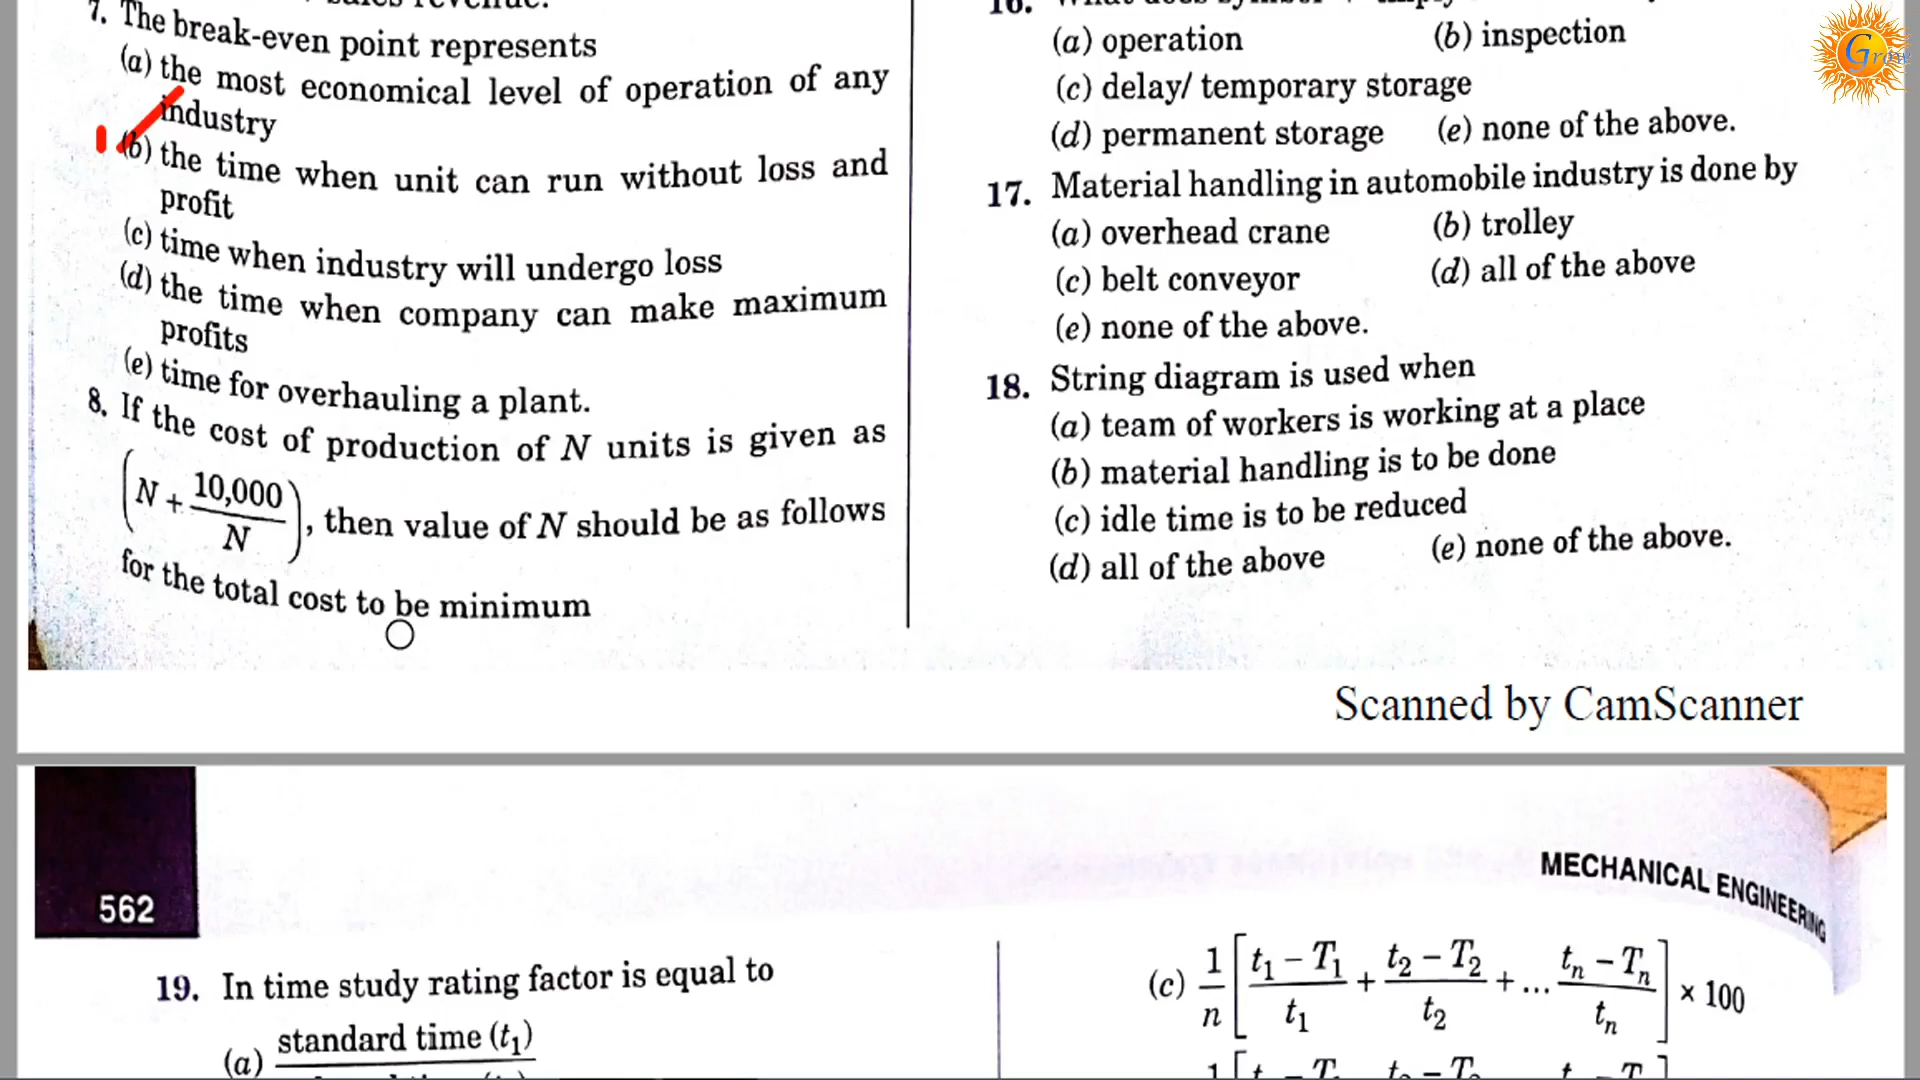 7. The break-even point represents
(a) the most economical level of operation of any
industry
(b) the time when unit can run without loss and
profit
(c) time when industry will undergo loss
(d) the time when company can make maximum
profits
(e) time for overhauling a plant.
8. If the cost of production of N units is given as
(N + 10,000/N), then value of N should be as follows
for the total cost to be minimum
16.
(a) operation (b) inspection
(c) delay/ temporary storage
(d) permanent storage (e) none of the above.
17. Material handling in automobile industry is done by
(a) overhead crane (b) trolley
(c) belt conveyor (d) all of the above
(e) none of the above.
18. String diagram is used when
(a) team of workers is working at a place
(b) material handling is to be done
(c) idle time is to be reduced
(d) all of the above (e) none of the above.
Scanned by CamScanner
562
MECHANICAL ENGINEERING
19. In time study rating factor is equal to
(a) standard time (t₁)
(c) 1/n [(t₁ – T₁)/t₁ + (t₂ – T₂)/t₂ + ... (tₙ – Tₙ)/tₙ] × 100